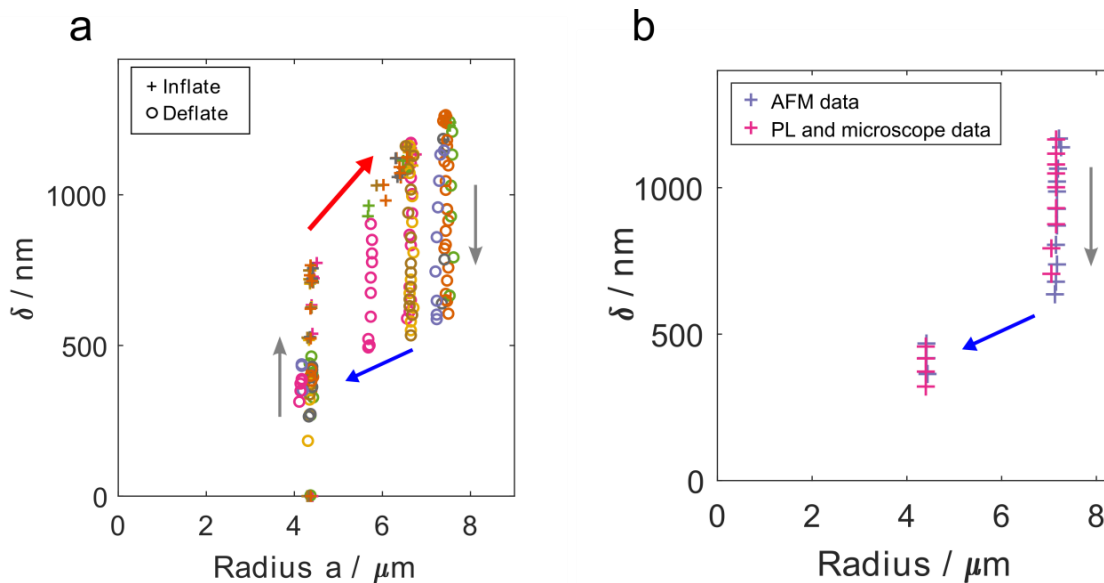 a
+ Inflate
o Deflate
1000
500
0
δ / nm
0 2 4 6 8
Radius a / μm
b
+ AFM data
+ PL and microscope data
1000
500
0
δ / nm
0 2 4 6 8
Radius / μm